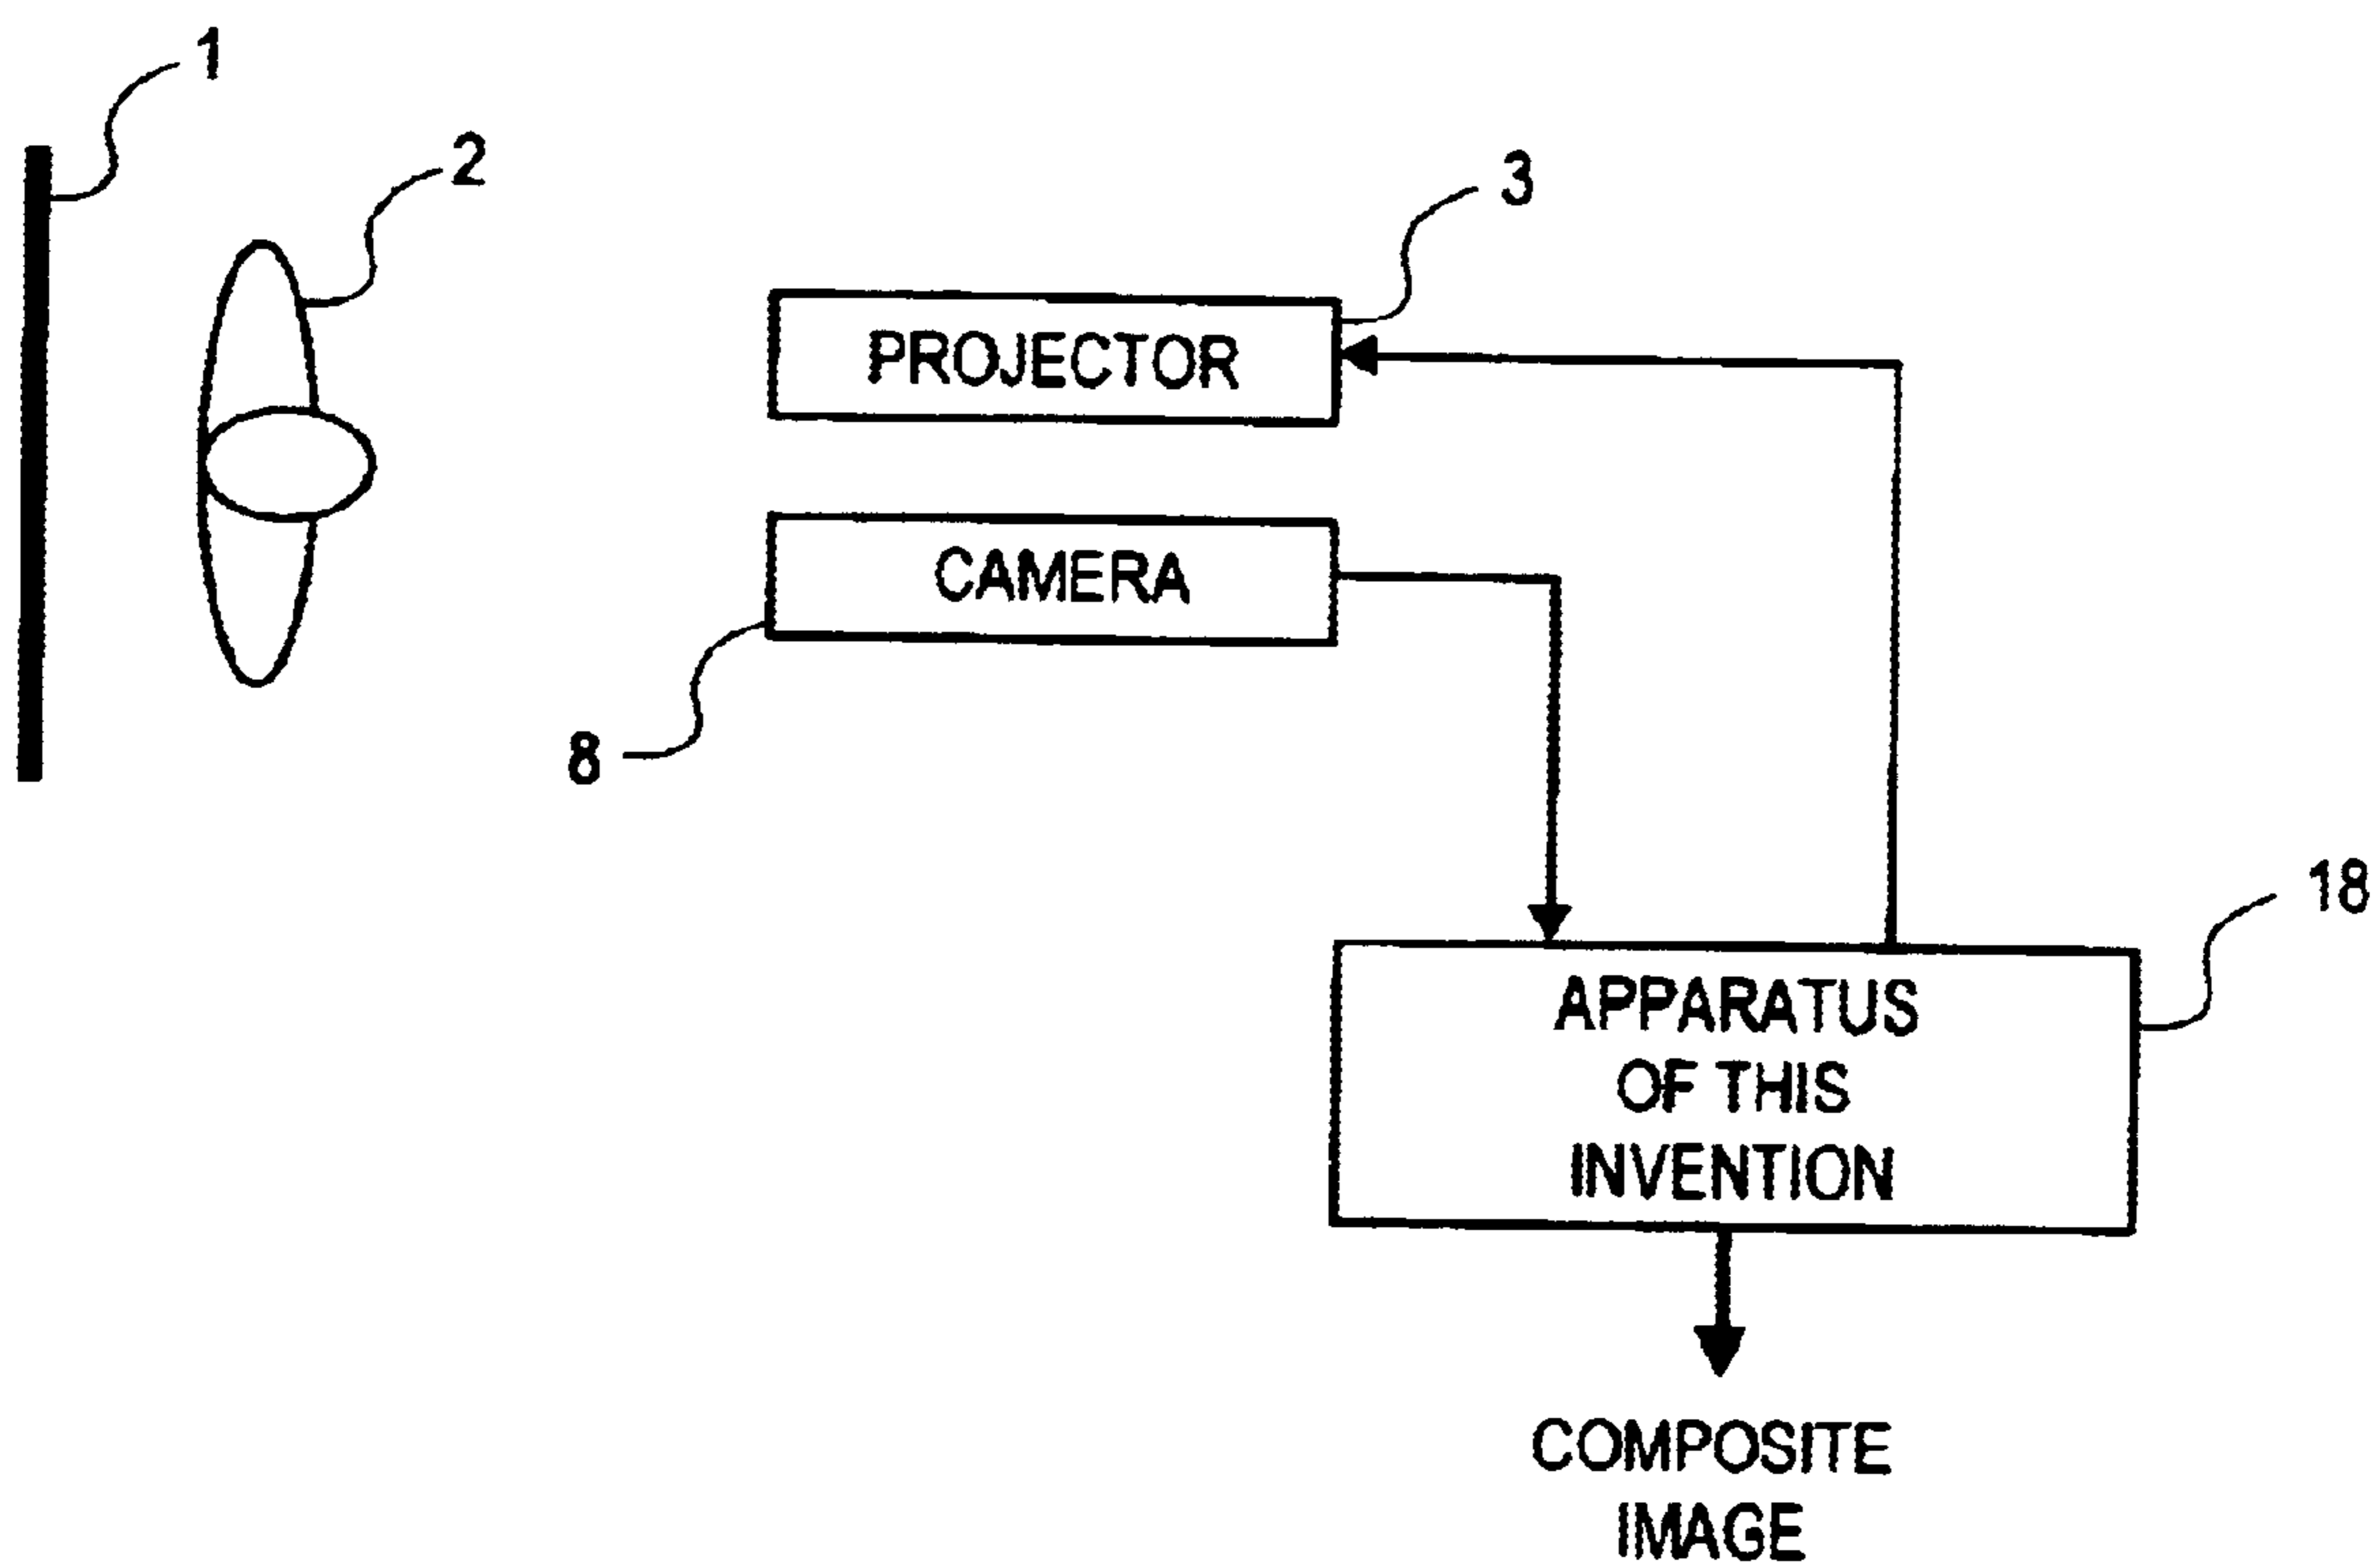 1
2
3
PROJECTOR
CAMERA
8
18
APPARATUS
OF THIS
INVENTION
COMPOSITE
IMAGE